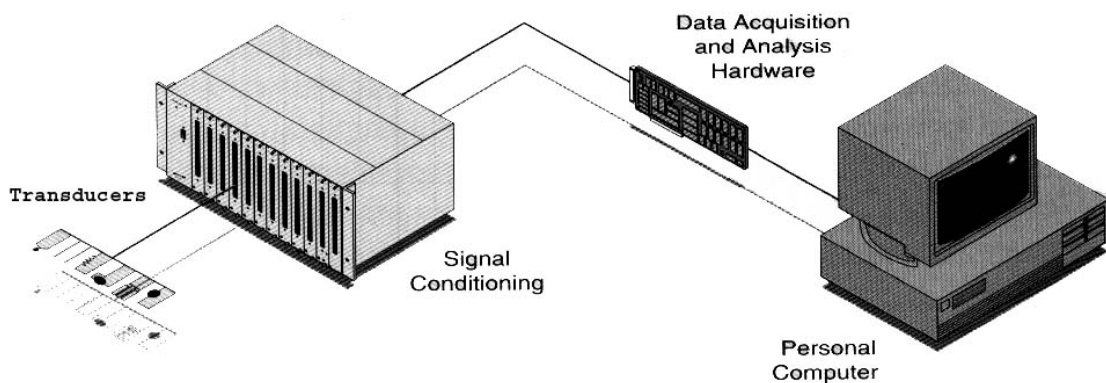 Data Acquisition
and Analysis
Hardware
Transducers
Signal
Conditioning
Personal
Computer